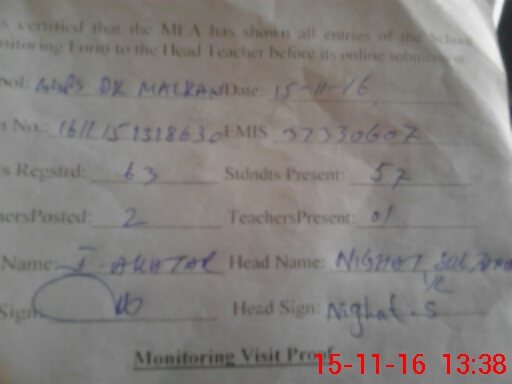 s certified that the MEA has shown all entries of the School
nitoring Form to the Head Teacher before its online submission
ool: GGPS DK MALKAN Date: 15-11-16
n No.: 1611151318630 EMIS 37330607
s Regstrd: 63 Stdndts Present: 57
hersPosted: 2 TeachersPresent: 01
Name: I-AKHTAR Head Name: NIGHAT
Sign: Head Sign: Nighat-S
Monitoring Visit Proof
15-11-16 13:38